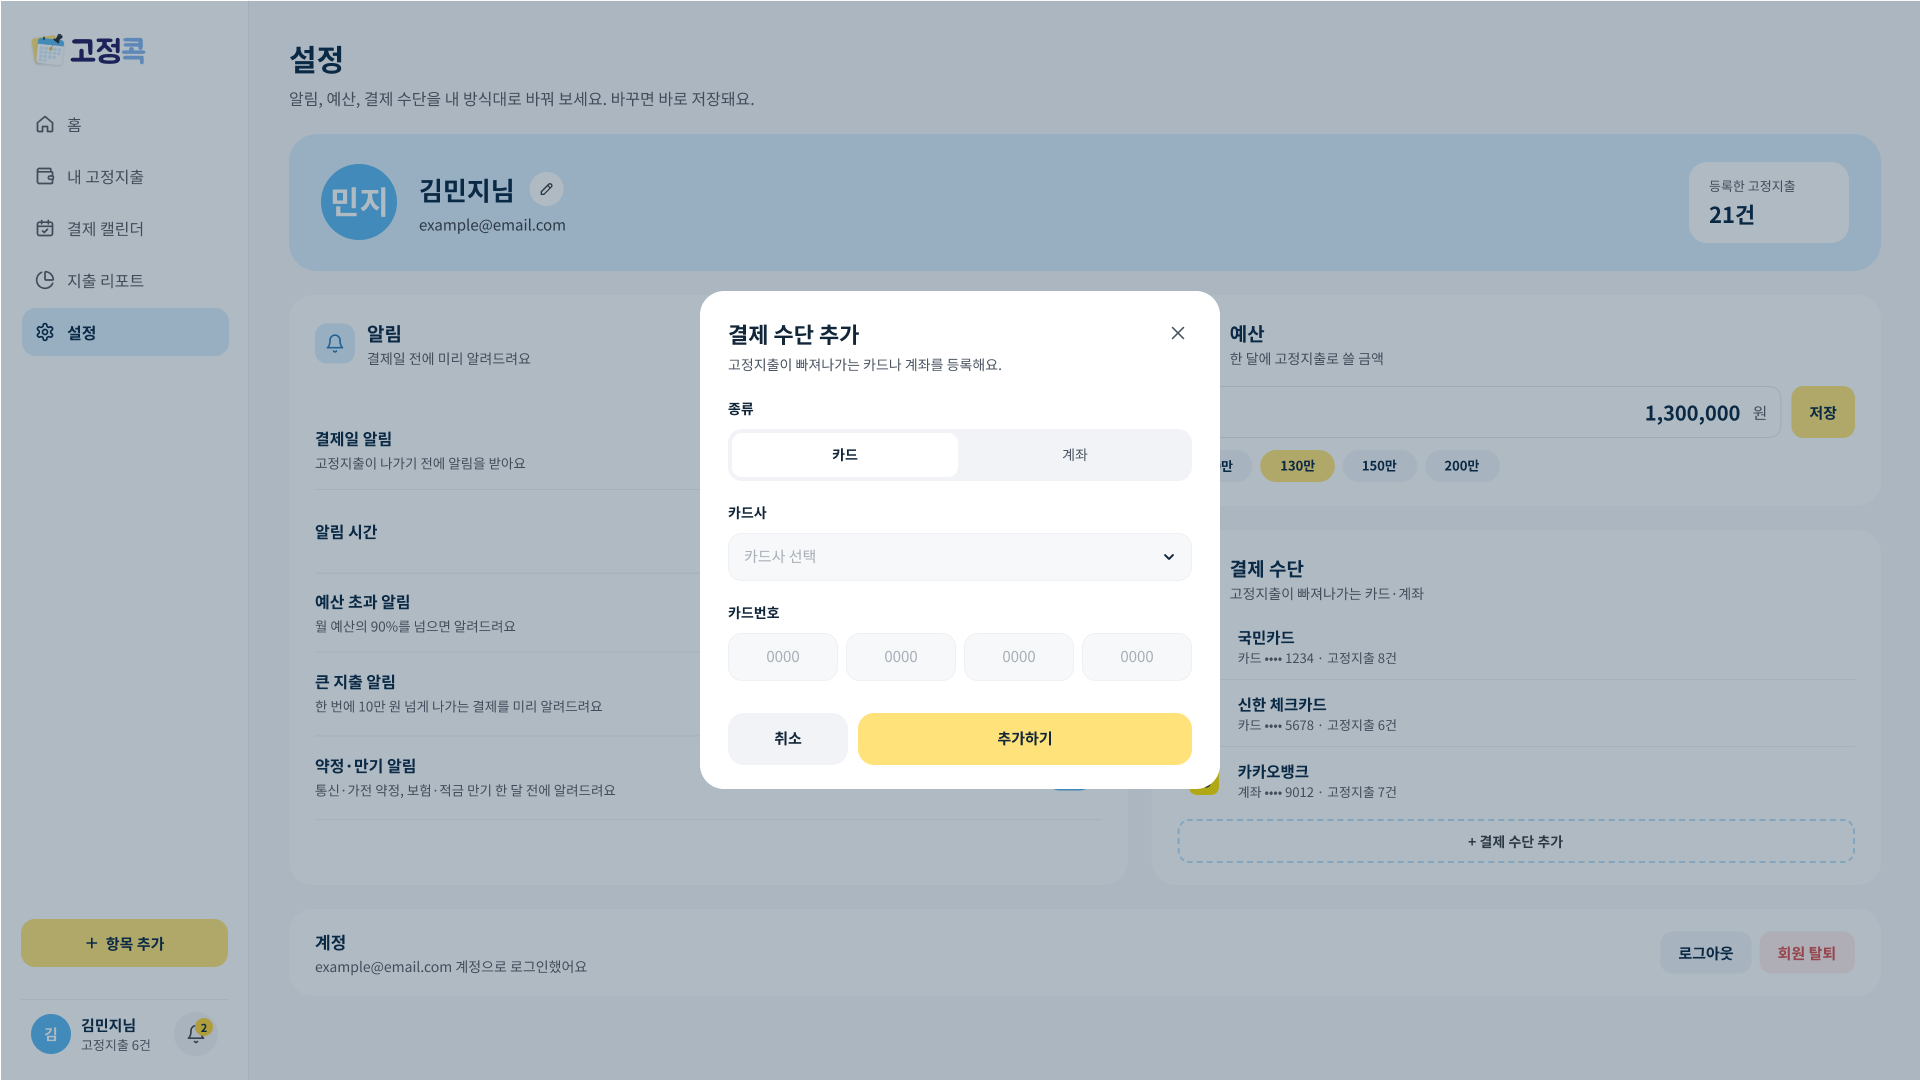 고정콕
홈
내 고정지출
결제 캘린더
지출 리포트
설정
+ 항목 추가
김
김민지님
고정지출 6건
2
설정
알림, 예산, 결제 수단을 내 방식대로 바꿔 보세요. 바꾸면 바로 저장돼요.
민지
김민지님
example@email.com
등록한 고정지출
21건
알림
결제일 전에 미리 알려드려요
결제일 알림
고정지출이 나가기 전에 알림을 받아요
알림 시간
예산 초과 알림
월 예산의 90%를 넘으면 알려드려요
큰 지출 알림
한 번에 10만 원 넘게 나가는 결제를 미리 알려드려요
약정·만기 알림
통신·가전 약정, 보험·적금 만기 한 달 전에 알려드려요
결제 수단 추가
고정지출이 빠져나가는 카드나 계좌를 등록해요.
종류
카드
계좌
카드사
카드사 선택
카드번호
0000
0000
0000
0000
취소
추가하기
예산
한 달에 고정지출로 쓸 금액
1,300,000 원
저장
만
130만
150만
200만
결제 수단
고정지출이 빠져나가는 카드·계좌
국민카드
카드 •••• 1234 · 고정지출 8건
신한 체크카드
카드 •••• 5678 · 고정지출 6건
카카오뱅크
계좌 •••• 9012 · 고정지출 7건
+ 결제 수단 추가
계정
example@email.com 계정으로 로그인했어요
로그아웃
회원 탈퇴